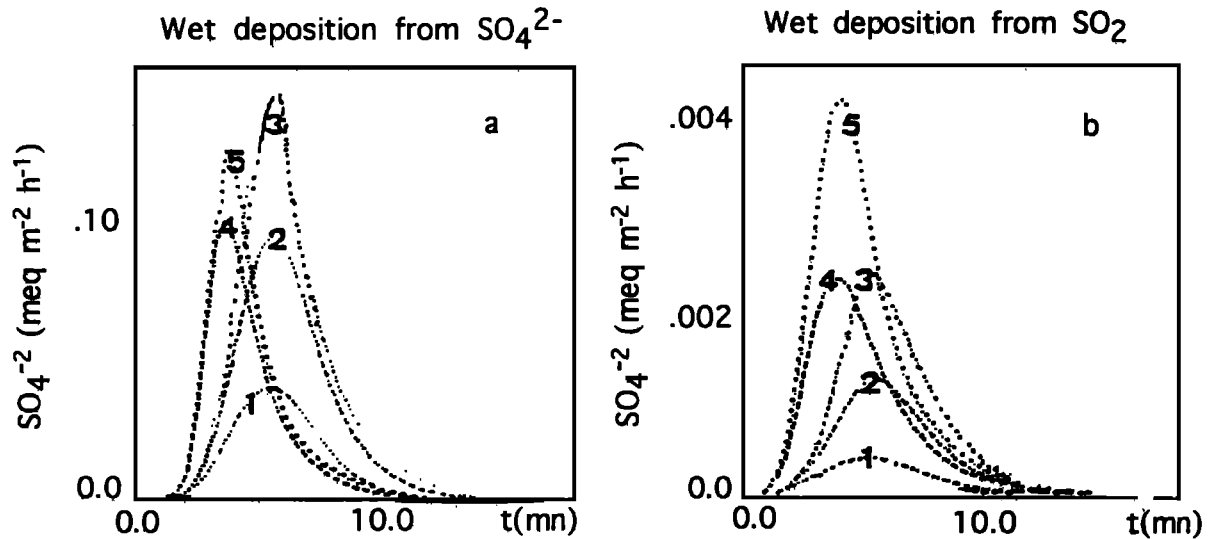 Wet deposition from SO₄²⁻
a
SO₄⁻² (meq m⁻² h⁻¹)
.10
0.0
0.0
10.0
t(mn)
1
2
3
4
5
Wet deposition from SO₂
b
SO₄⁻² (meq m⁻² h⁻¹)
.004
.002
0.0
0.0
10.0
t(mn)
1
2
3
4
5